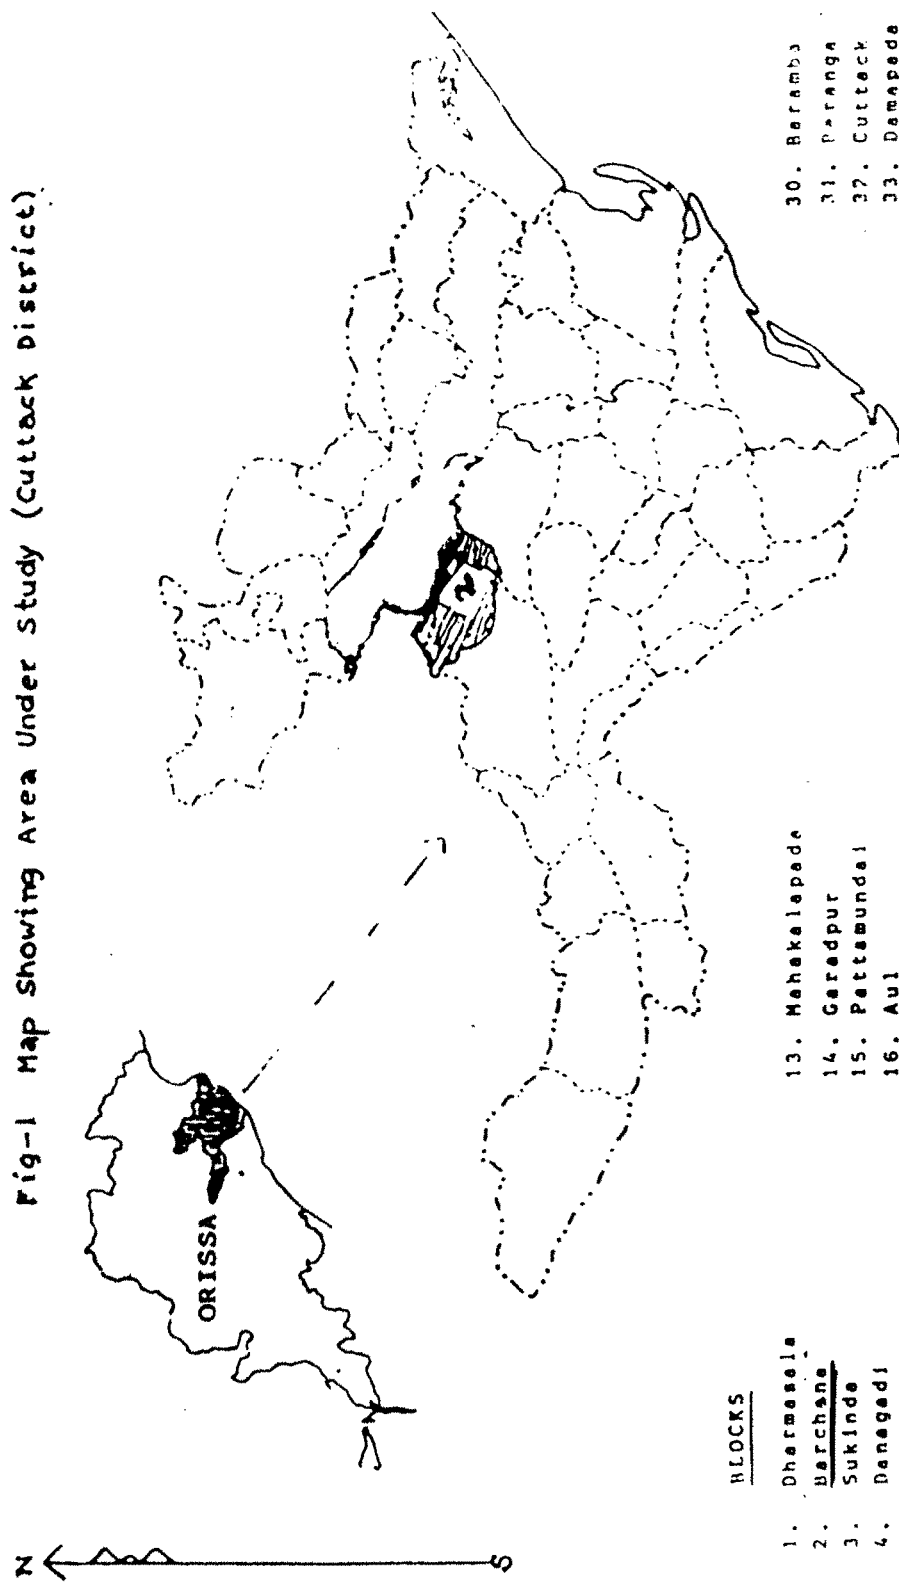 Fig-1 Map Showing Area Under Study (Cuttack District)
N
S
ORISSA
2
BLOCKS
1. Dharmasala
2. Barchana
3. Sukinda
4. Danagadi
13. Mahakalapada
14. Garadpur
15. Pattamundai
16. Aul
30. Baramba
31.
32. Cuttack
33. Damapada